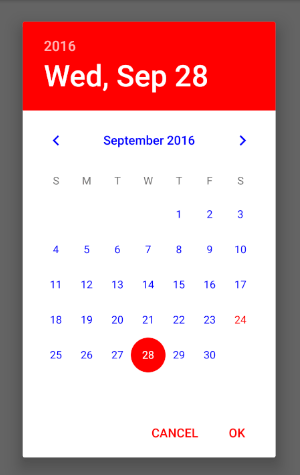 2016
Wed, Sep 28
September 2016
S M T W T F S
1 2 3
4 5 6 7 8 9 10
11 12 13 14 15 16 17
18 19 20 21 22 23 24
25 26 27 28 29 30
CANCEL OK